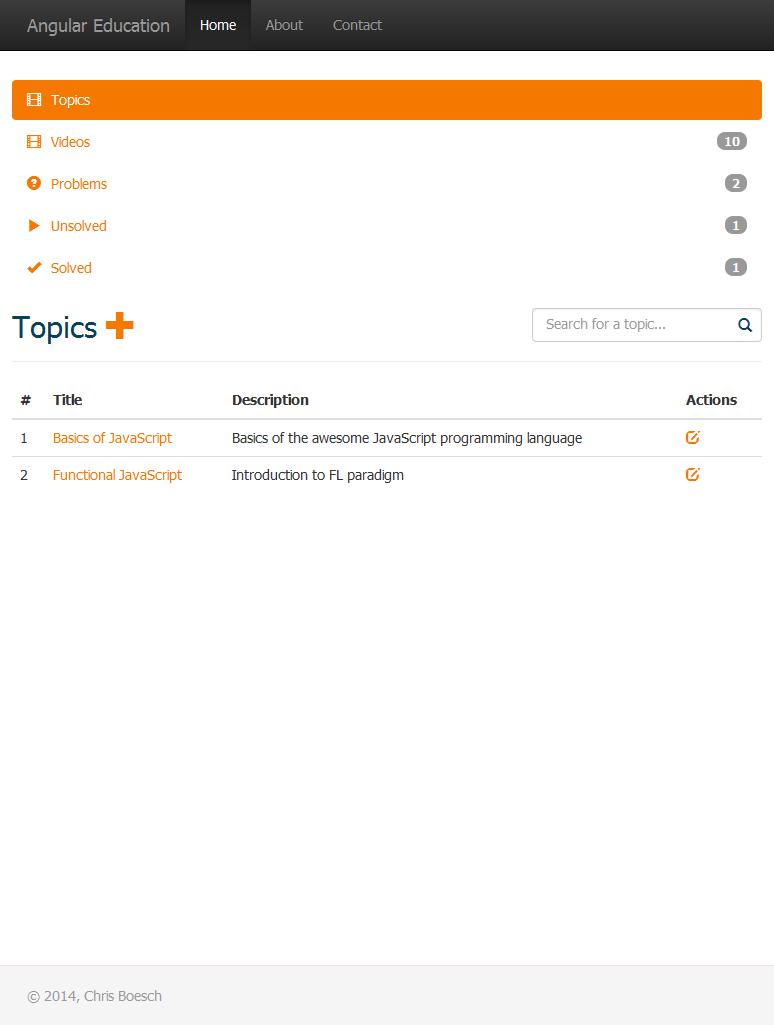 Angular Education Home About Contact
Topics
Videos 10
Problems 2
Unsolved 1
Solved 1
Topics Search for a topic...
# Title Description Actions
1 Basics of JavaScript Basics of the awesome JavaScript programming language
2 Functional JavaScript Introduction to FL paradigm
© 2014, Chris Boesch